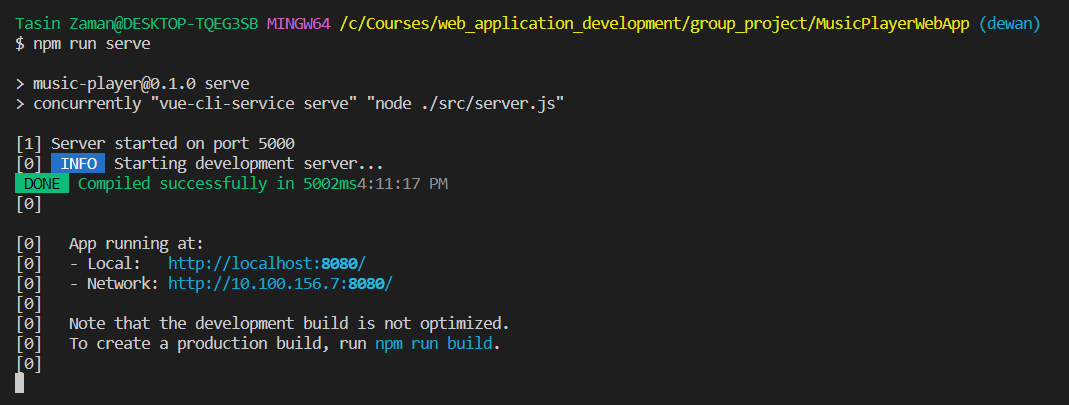 Tasin Zaman@DESKTOP-TQEG3SB MINGW64 /c/Courses/web_application_development/group_project/MusicPlayerWebApp (dewan)
$ npm run serve
> music-player@0.1.0 serve
> concurrently "vue-cli-service serve" "node ./src/server.js"
[1] Server started on port 5000
[0] INFO Starting development server...
DONE Compiled successfully in 5002ms4:11:17 PM
[0]
[0] App running at:
[0] - Local: http://localhost:8080/
[0] - Network: http://10.100.156.7:8080/
[0]
[0] Note that the development build is not optimized.
[0] To create a production build, run npm run build.
[0]